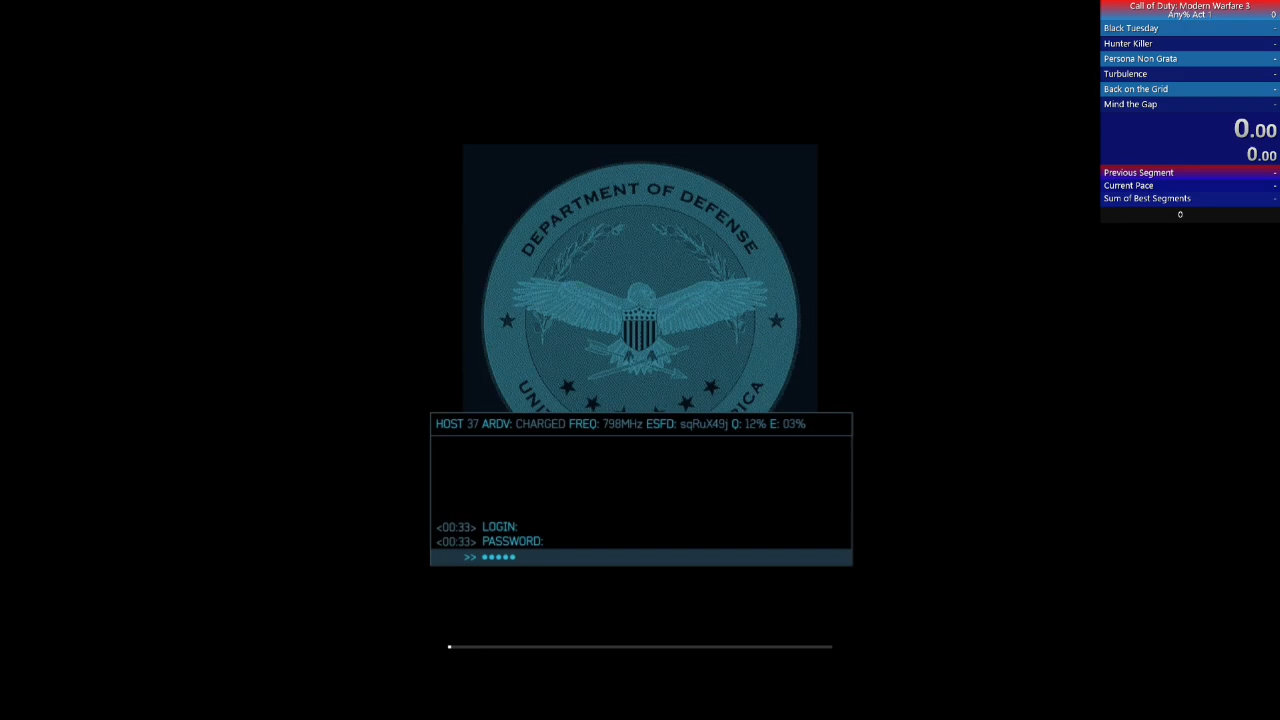 Call of Duty: Modern Warfare 3
Any% Act 1 0
Black Tuesday -
Hunter Killer -
Persona Non Grata -
Turbulence -
Back on the Grid -
Mind the Gap -
0.00
0.00
Previous Segment -
Current Pace -
Sum of Best Segments -
0
DEPARTMENT OF DEFENSE
HOST 37 ARDV: CHARGED FREQ: 798MHz ESFD: sqRuX49j Q: 12% E: 03%
<00:33> LOGIN:
<00:33> PASSWORD:
>> •••••